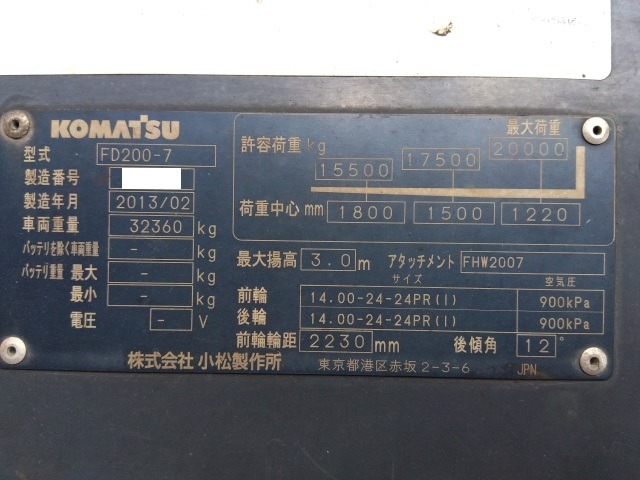 KOMATSU
型式 FD200-7
製造番号
製造年月 2013/02
車両重量 32360 kg
バッテリを除く車両重量 - kg
バッテリ重量 最大 - kg
最小 - kg
電圧 - V
最大荷重
許容荷重 kg 15500 17500 20000
荷重中心 mm 1800 1500 1220
最大揚高 3.0 m アタッチメント FHW2007
サイズ 空気圧
前輪 14.00-24-24PR(I) 900kPa
後輪 14.00-24-24PR(I) 900kPa
前輪輪距 2230 mm 後傾角 12°
株式会社 小松製作所 東京都港区赤坂2-3-6 JPN